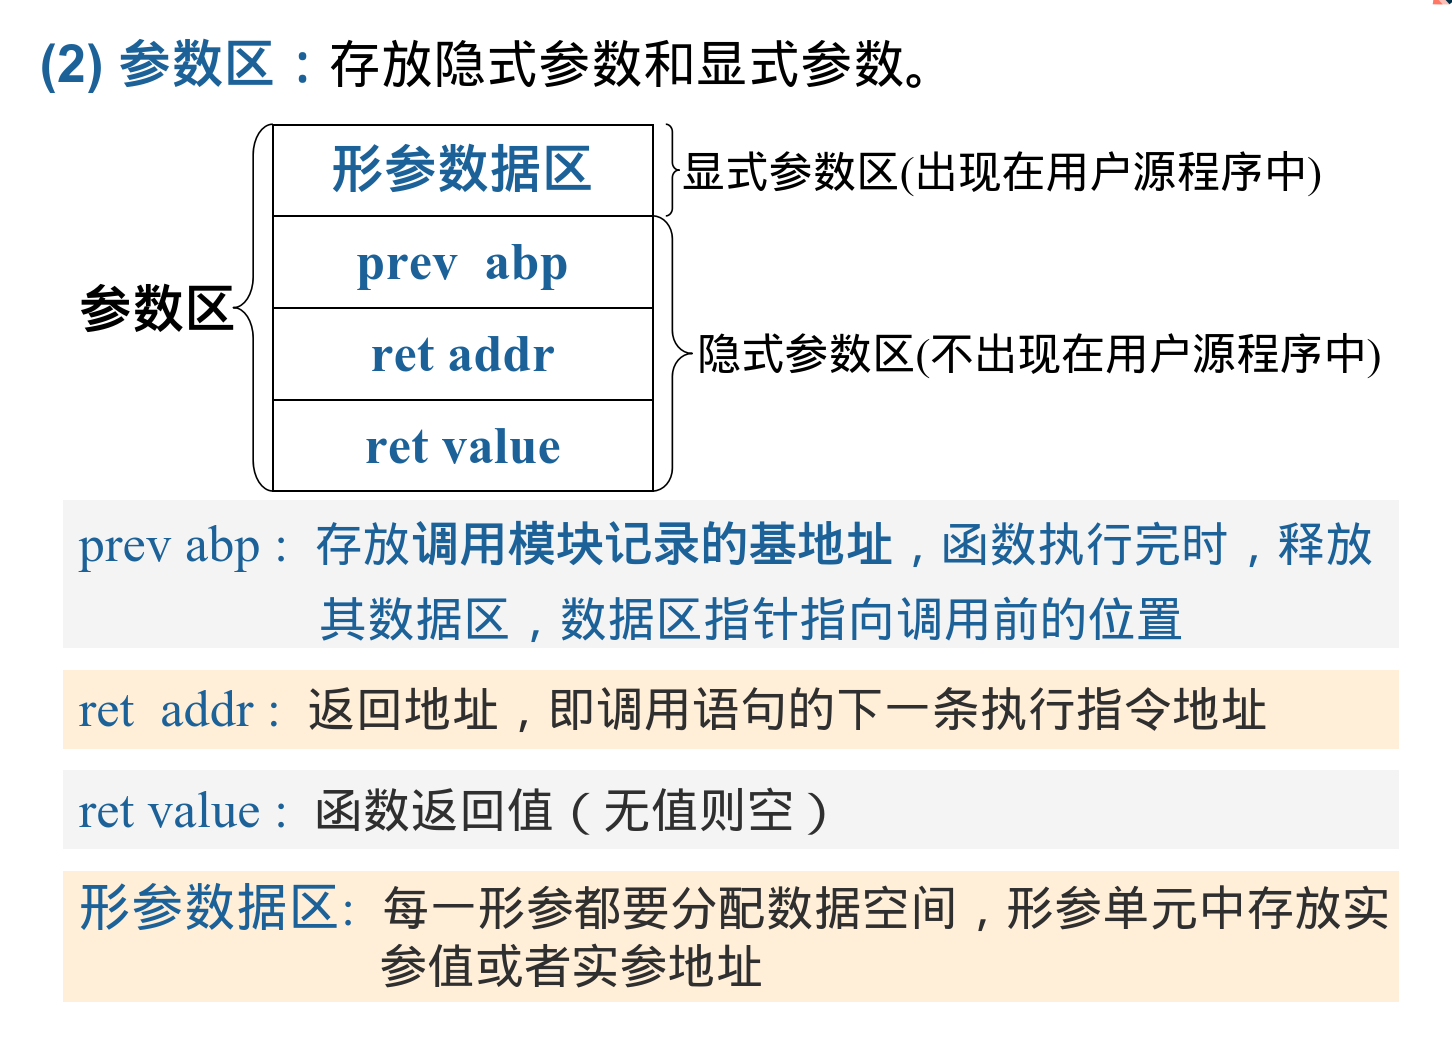 (2) 参数区：存放隐式参数和显式参数。
形参数据区
显式参数区(出现在用户源程序中)
prev abp
参数区
ret addr
隐式参数区(不出现在用户源程序中)
ret value
prev abp： 存放调用模块记录的基地址，函数执行完时，释放
其数据区，数据区指针指向调用前的位置
ret addr： 返回地址，即调用语句的下一条执行指令地址
ret value： 函数返回值（无值则空）
形参数据区: 每一形参都要分配数据空间，形参单元中存放实
参值或者实参地址